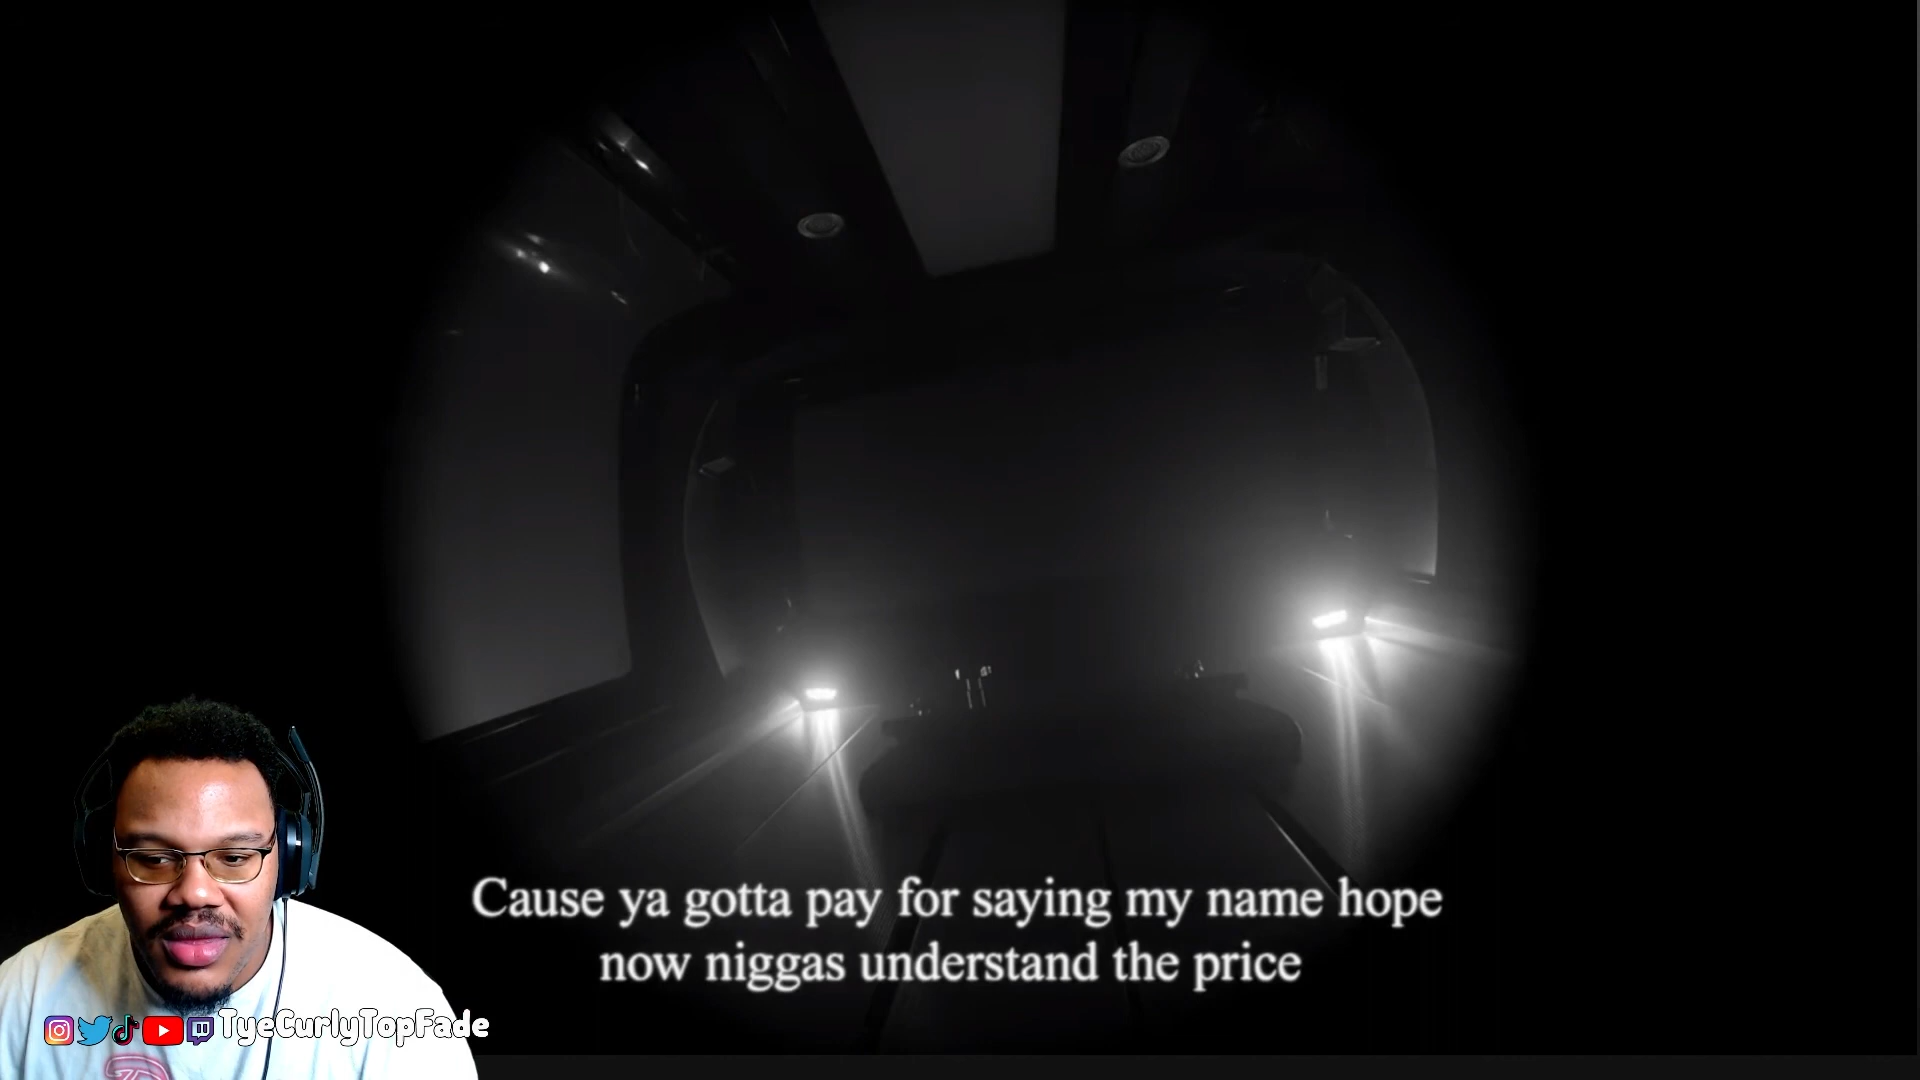 Cause ya gotta pay for saying my name hope
now niggas understand the price
TyeCurlyTopFade